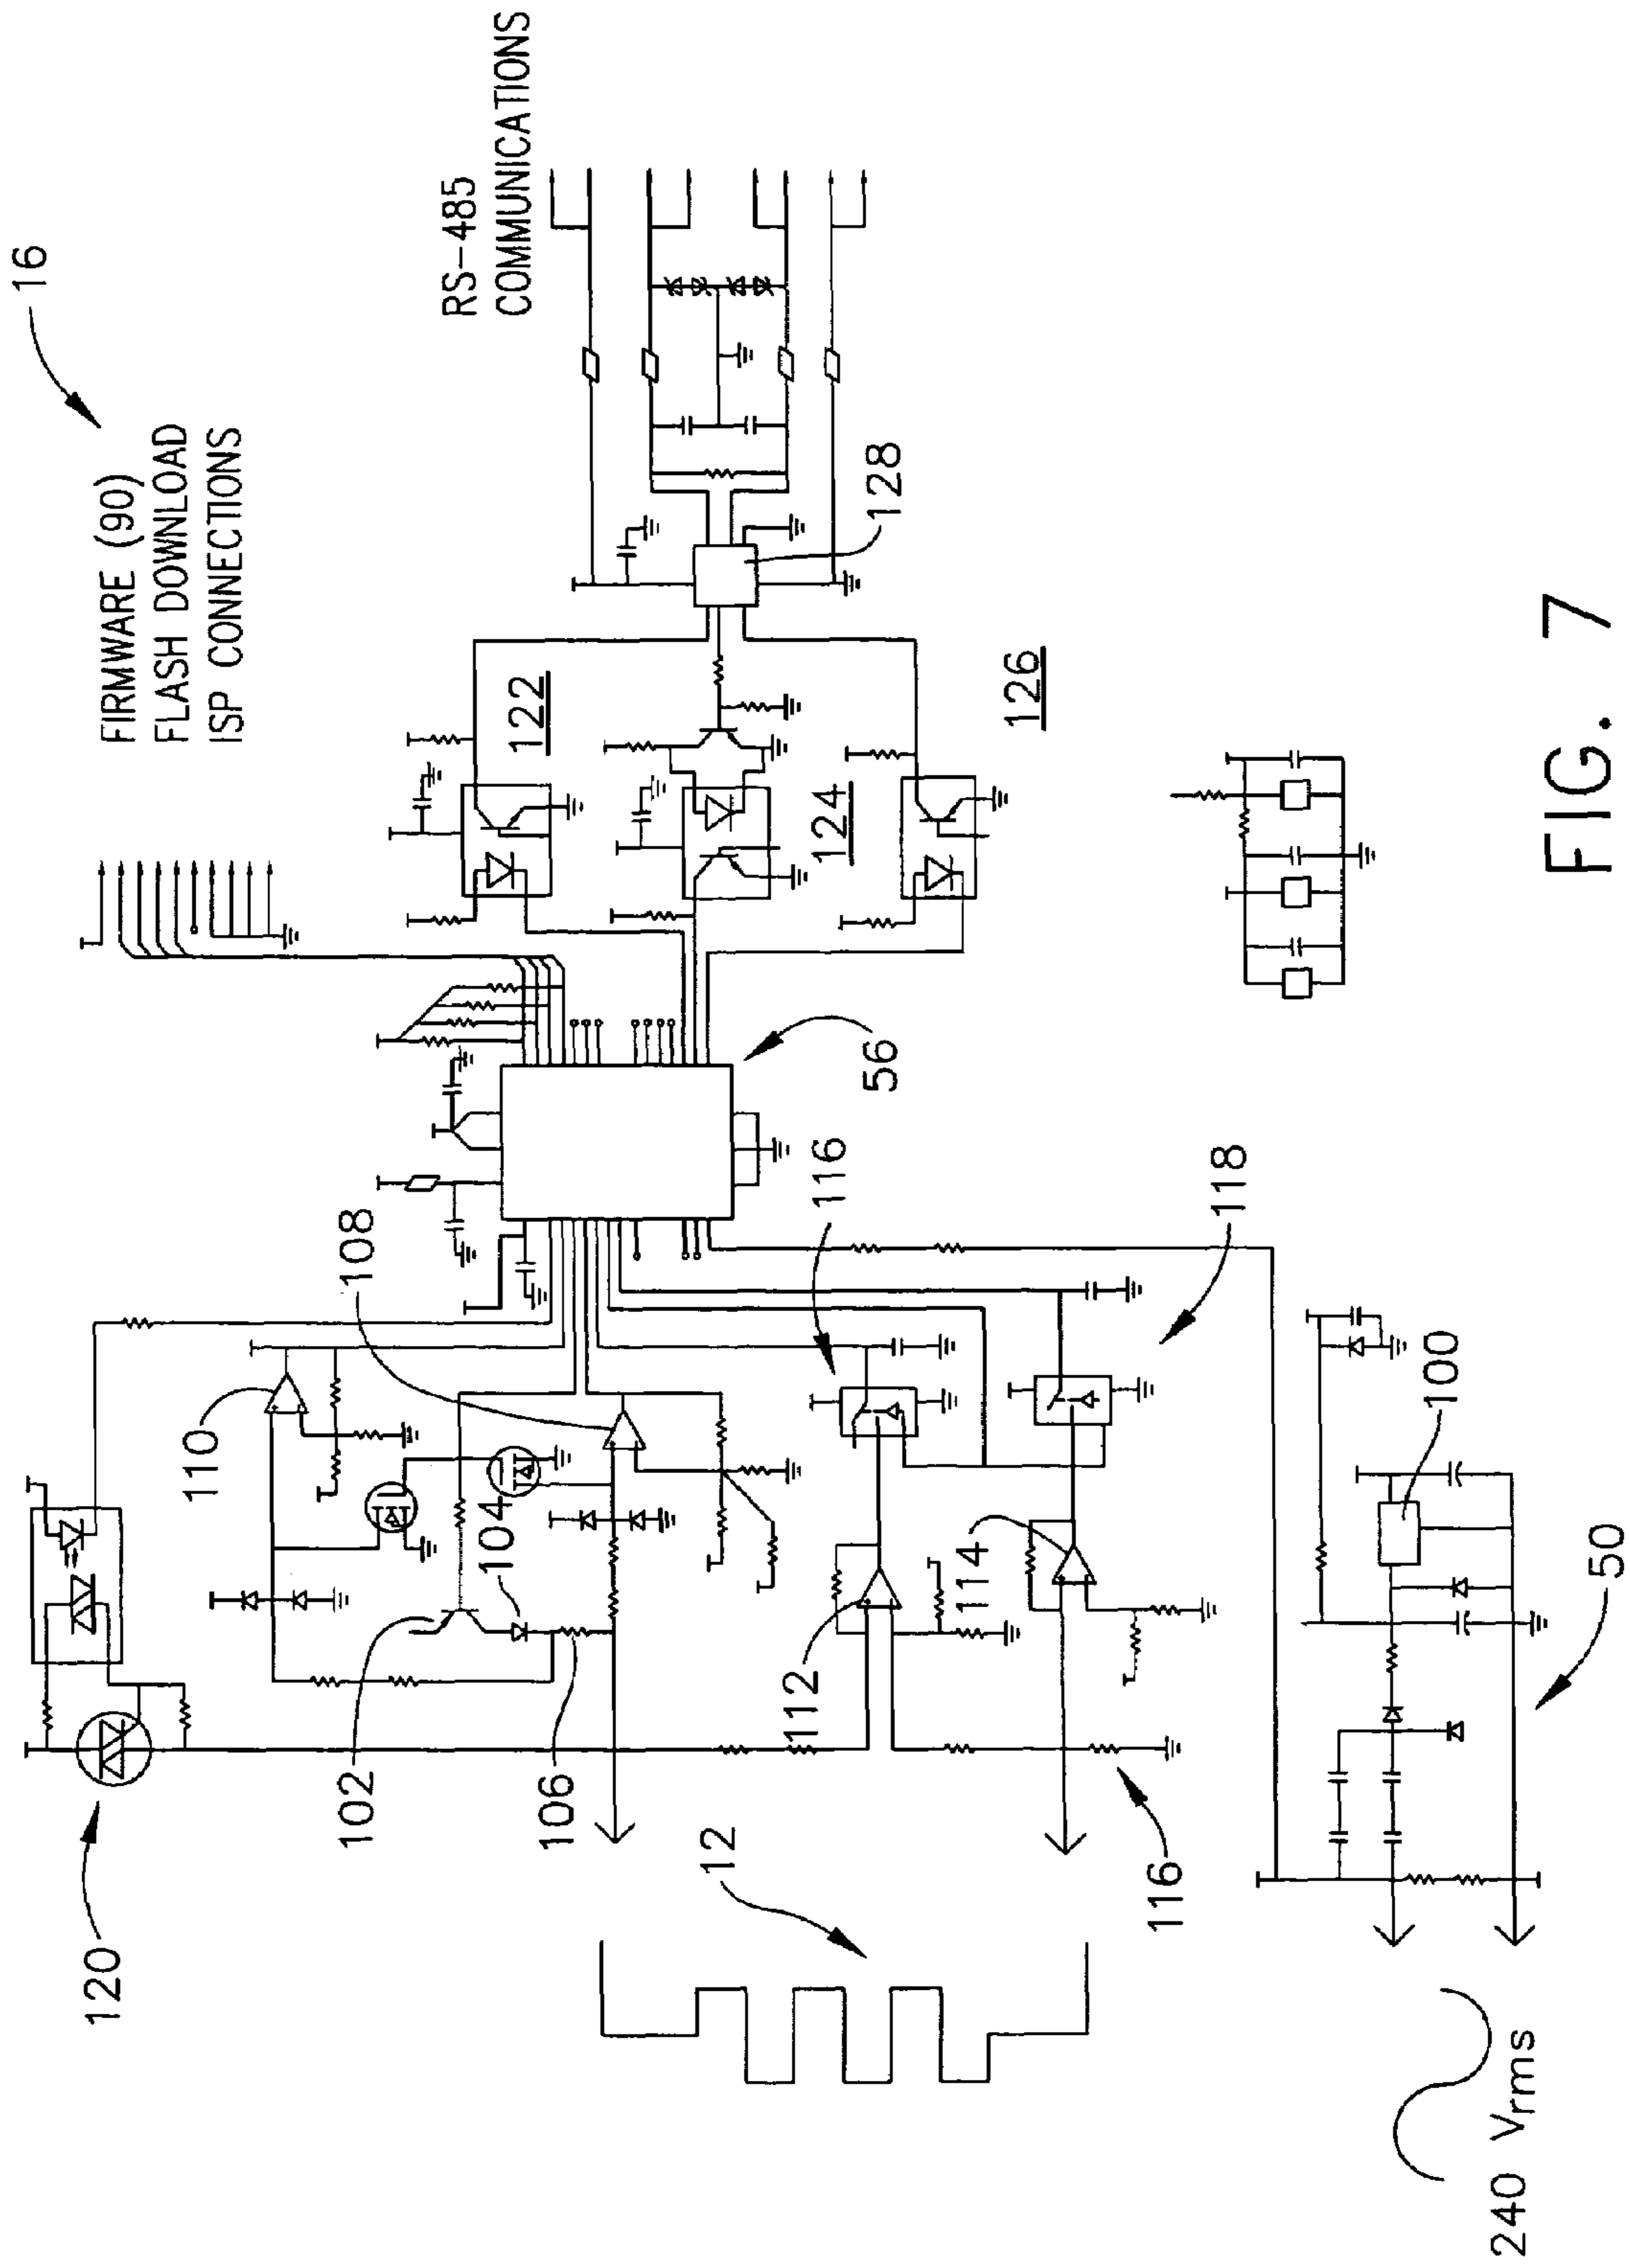 16
FIRMWARE (90)
FLASH DOWNLOAD
ISP CONNECTIONS
RS-485
COMMUNICATIONS
120
110
108
102
104
106
122
124
126
128
56
116
118
112
114
116
12
100
50
240 Vrms
FIG. 7